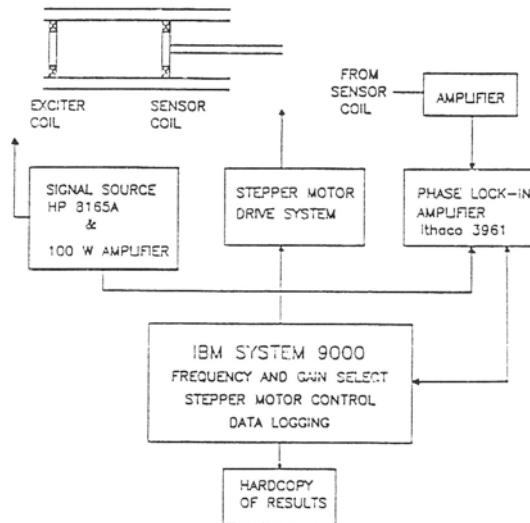 EXCITER
COIL
SENSOR
COIL
FROM
SENSOR
COIL
AMPLIFIER
SIGNAL SOURCE
HP 8165A
&
100 W AMPLIFIER
STEPPER MOTOR
DRIVE SYSTEM
PHASE LOCK-IN
AMPLIFIER
Ithaco 3961
IBM SYSTEM 9000
FREQUENCY AND GAIN SELECT
STEPPER MOTOR CONTROL
DATA LOGGING
HARDCOPY
OF RESULTS